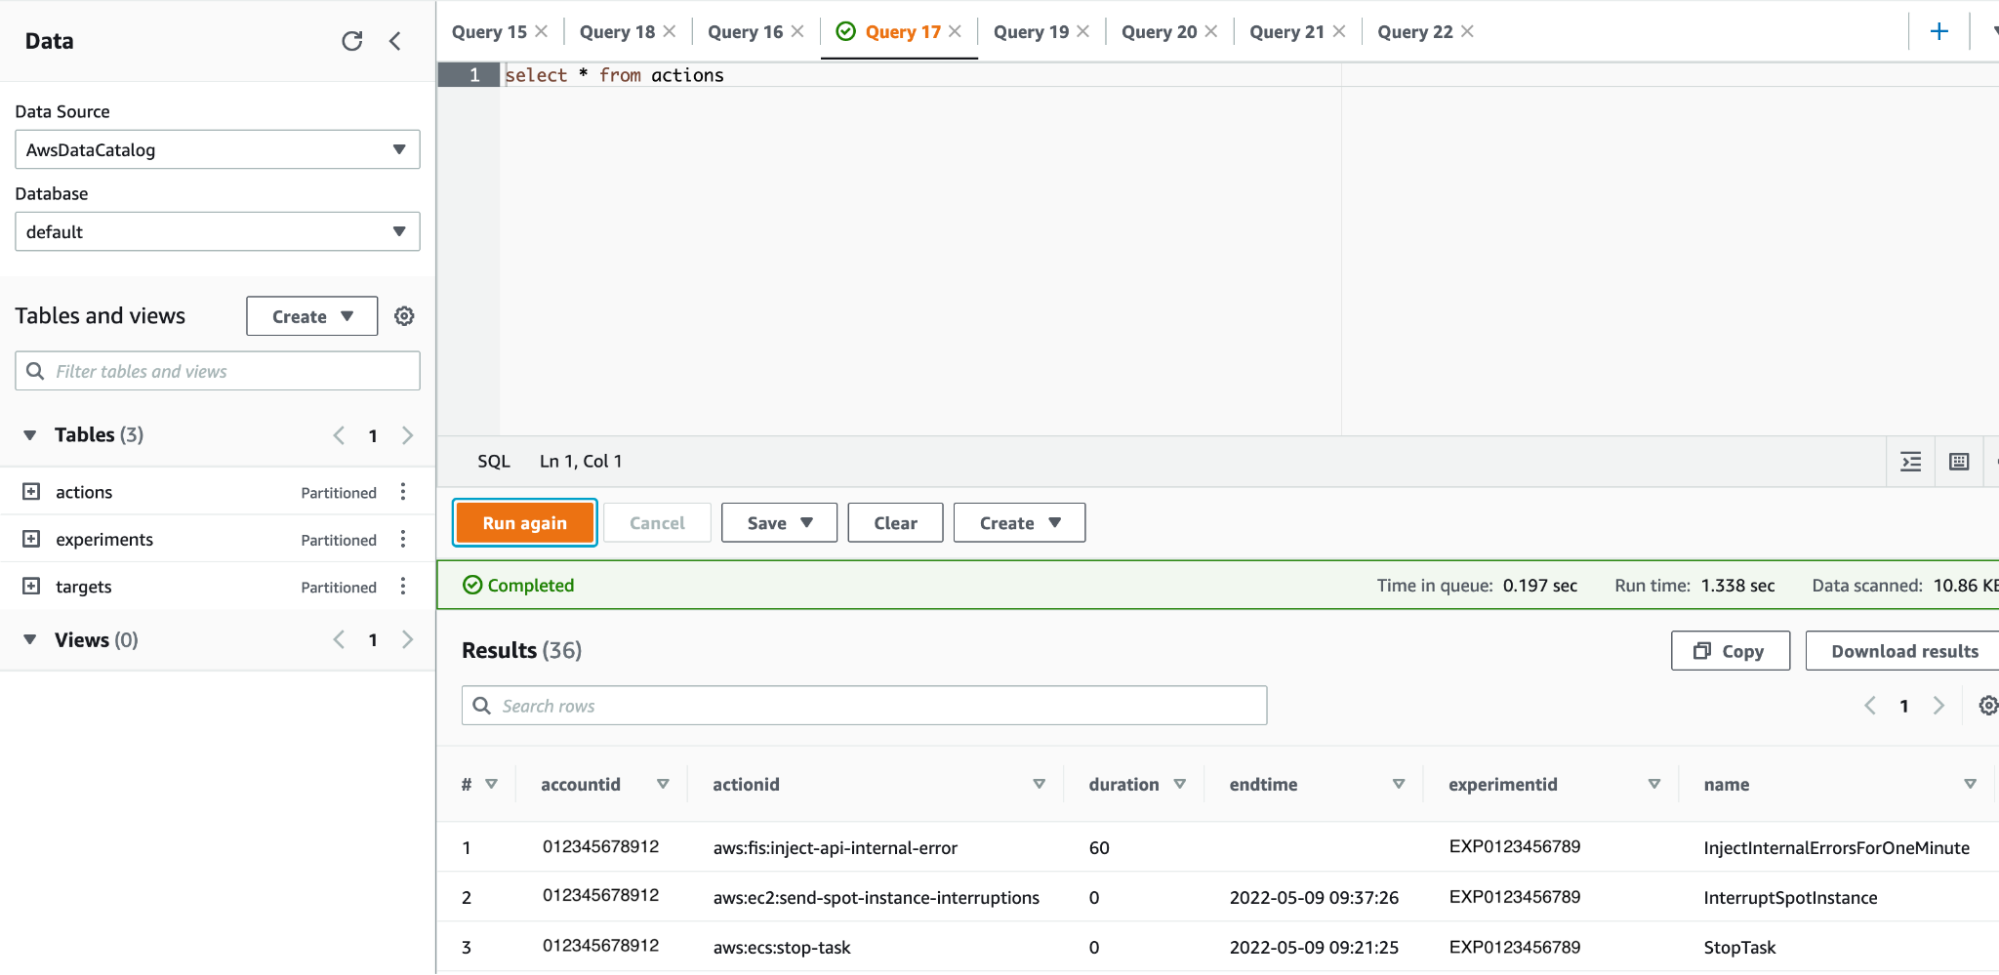 Data
Query 15
Query 18
Query 16
Query 17
Query 19
Query 20
Query 21
Query 22
1 select * from actions
Data Source
AwsDataCatalog
Database
default
Tables and views
Create
Filter tables and views
Tables (3)
1
actions Partitioned
experiments Partitioned
targets Partitioned
Views (0)
1
SQL Ln 1, Col 1
Run again
Cancel
Save
Clear
Create
Completed
Time in queue: 0.197 sec Run time: 1.338 sec Data scanned: 10.86 KB
Results (36)
Copy
Download results
Search rows
1
# accountid actionid duration endtime experimentid name
1 012345678912 aws:fis:inject-api-internal-error 60 EXP0123456789 InjectInternalErrorsForOneMinute
2 012345678912 aws:ec2:send-spot-instance-interruptions 0 2022-05-09 09:37:26 EXP0123456789 InterruptSpotInstance
3 012345678912 aws:ecs:stop-task 0 2022-05-09 09:21:25 EXP0123456789 StopTask